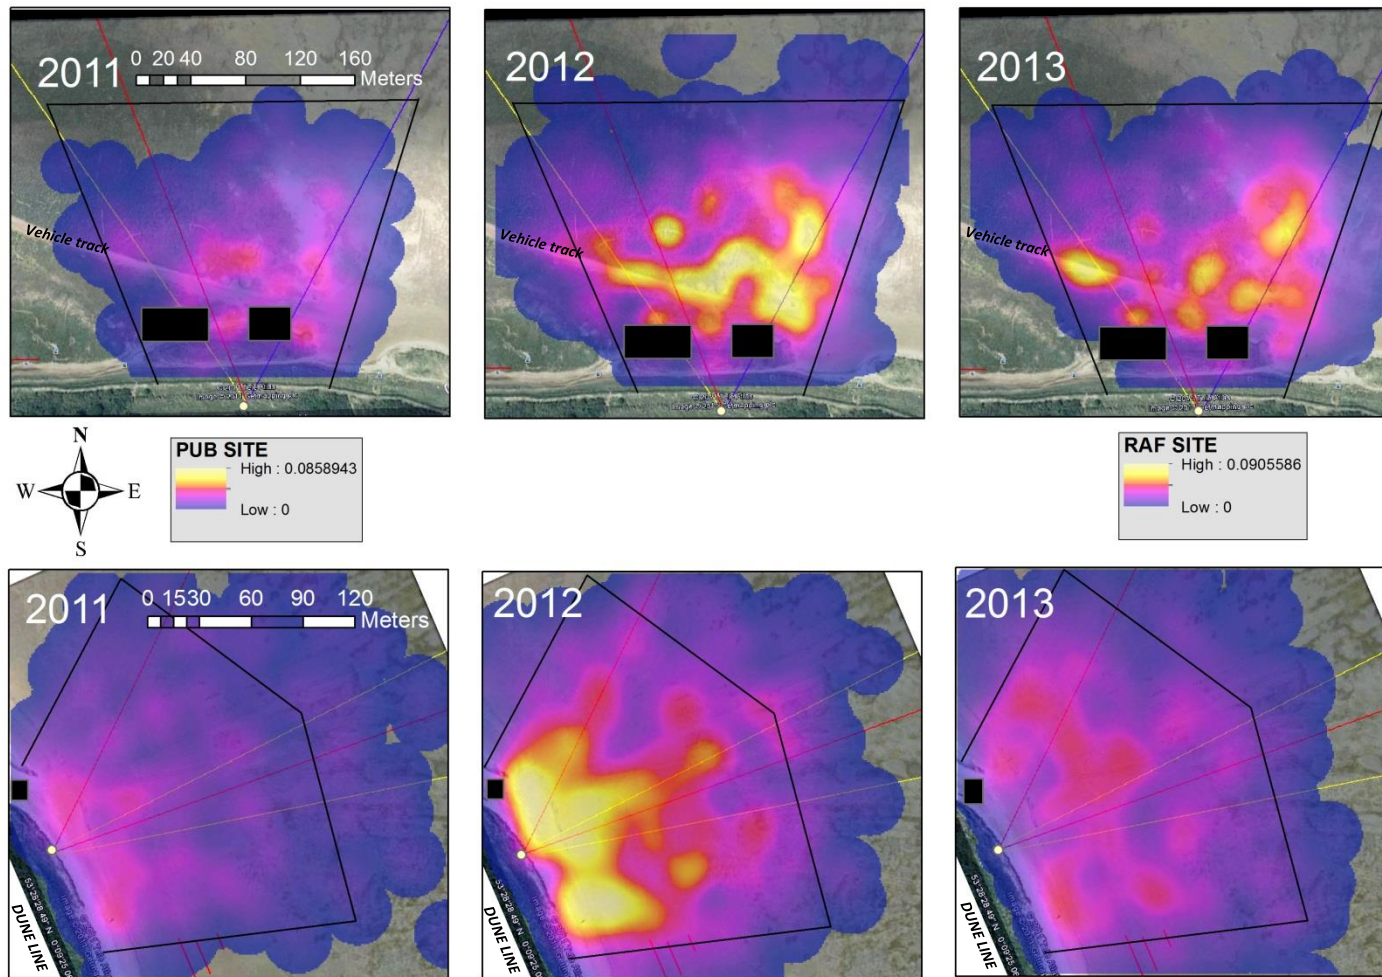 2011
0 20 40 80 120 160
Meters
Vehicle track
2012
Vehicle track
2013
Vehicle track
N
W E
S
PUB SITE
High : 0.0858943
Low : 0
RAF SITE
High : 0.0905586
Low : 0
2011
0 15 30 60 90 120
Meters
DUNE LINE
2012
DUNE LINE
2013
DUNE LINE